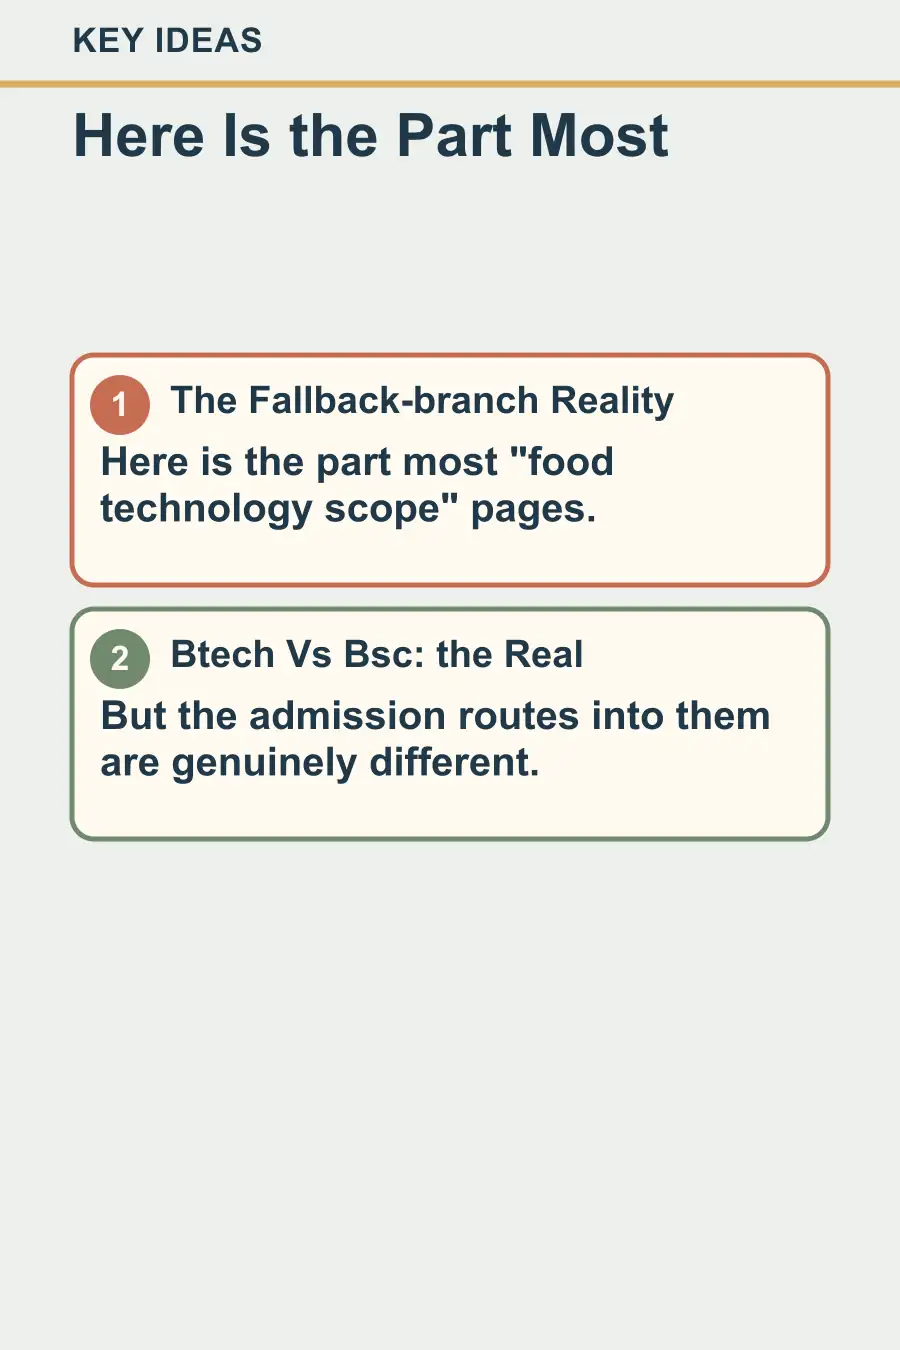 KEY IDEAS
Here Is the Part Most
1 The Fallback-branch Reality
Here is the part most "food
technology scope" pages.
2 Btech Vs Bsc: the Real
But the admission routes into them
are genuinely different.